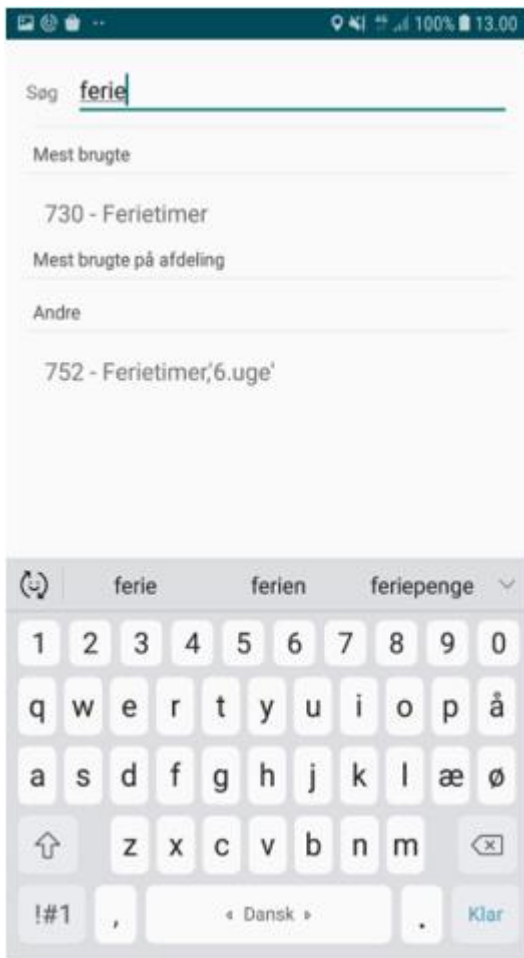 100% 13.00
Søg ferie
Mest brugte
730 - Ferietimer
Mest brugte på afdeling
Andre
752 - Ferietimer,'6.uge'
ferie ferien feriepenge
1 2 3 4 5 6 7 8 9 0
q w e r t y u i o p å
a s d f g h j k l æ ø
z x c v b n m
!#1 , « Dansk » . Klar